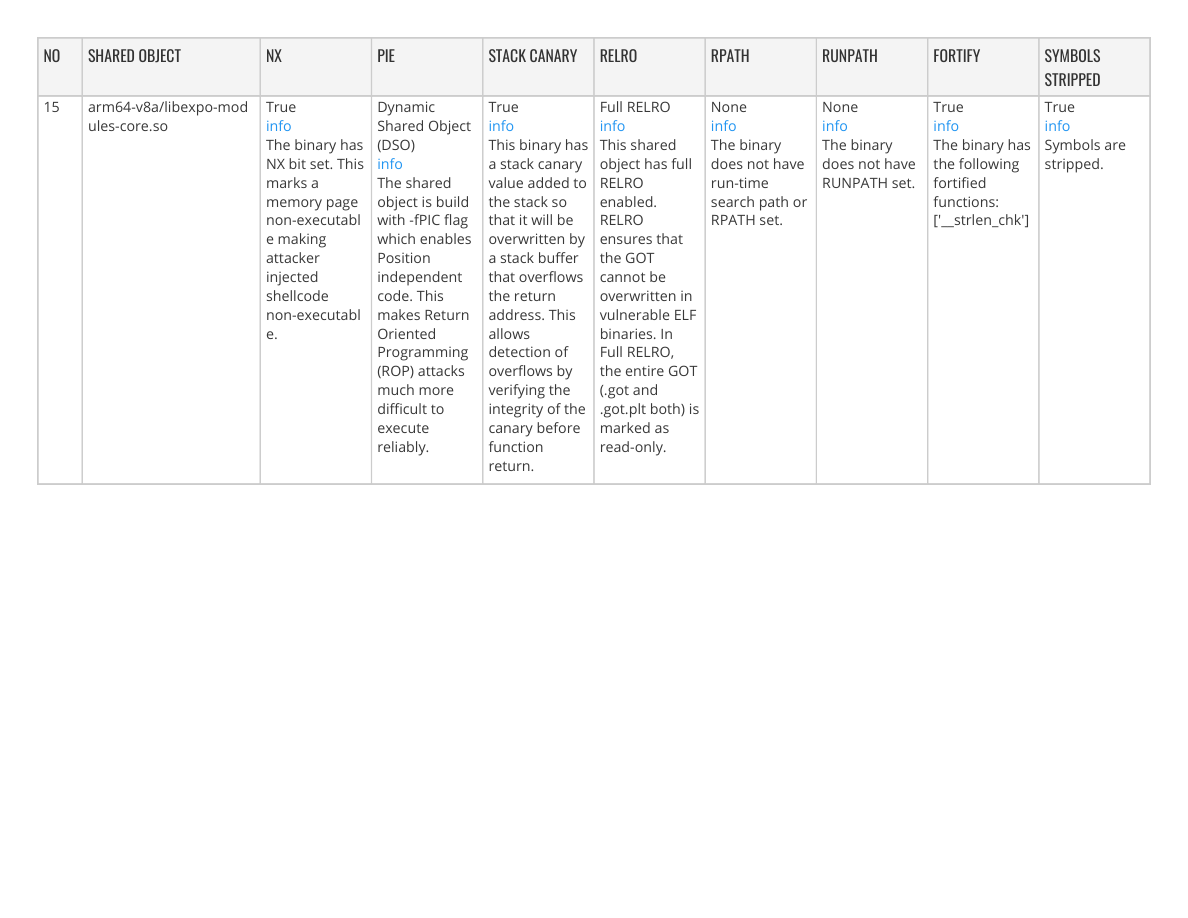 NO
SHARED OBJECT
NX
PIE
STACK CANARY
RELRO
RPATH
RUNPATH
FORTIFY
SYMBOLS
STRIPPED
15
arm64-v8a/libexpo-mod
ules-core.so
True
info
The binary has
NX bit set. This
marks a
memory page
non-executabl
e making
attacker
injected
shellcode
non-executabl
e.
Dynamic
Shared Object
(DSO)
info
The shared
object is build
with -fPIC flag
which enables
Position
independent
code. This
makes Return
Oriented
Programming
(ROP) attacks
much more
difficult to
execute
reliably.
True
info
This binary has
a stack canary
value added to
the stack so
that it will be
overwritten by
a stack buffer
that overflows
the return
address. This
allows
detection of
overflows by
verifying the
integrity of the
canary before
function
return.
Full RELRO
info
This shared
object has full
RELRO
enabled.
RELRO
ensures that
the GOT
cannot be
overwritten in
vulnerable ELF
binaries. In
Full RELRO,
the entire GOT
(.got and
.got.plt both) is
marked as
read-only.
None
info
The binary
does not have
run-time
search path or
RPATH set.
None
info
The binary
does not have
RUNPATH set.
True
info
The binary has
the following
fortified
functions:
['__strlen_chk']
True
info
Symbols are
stripped.